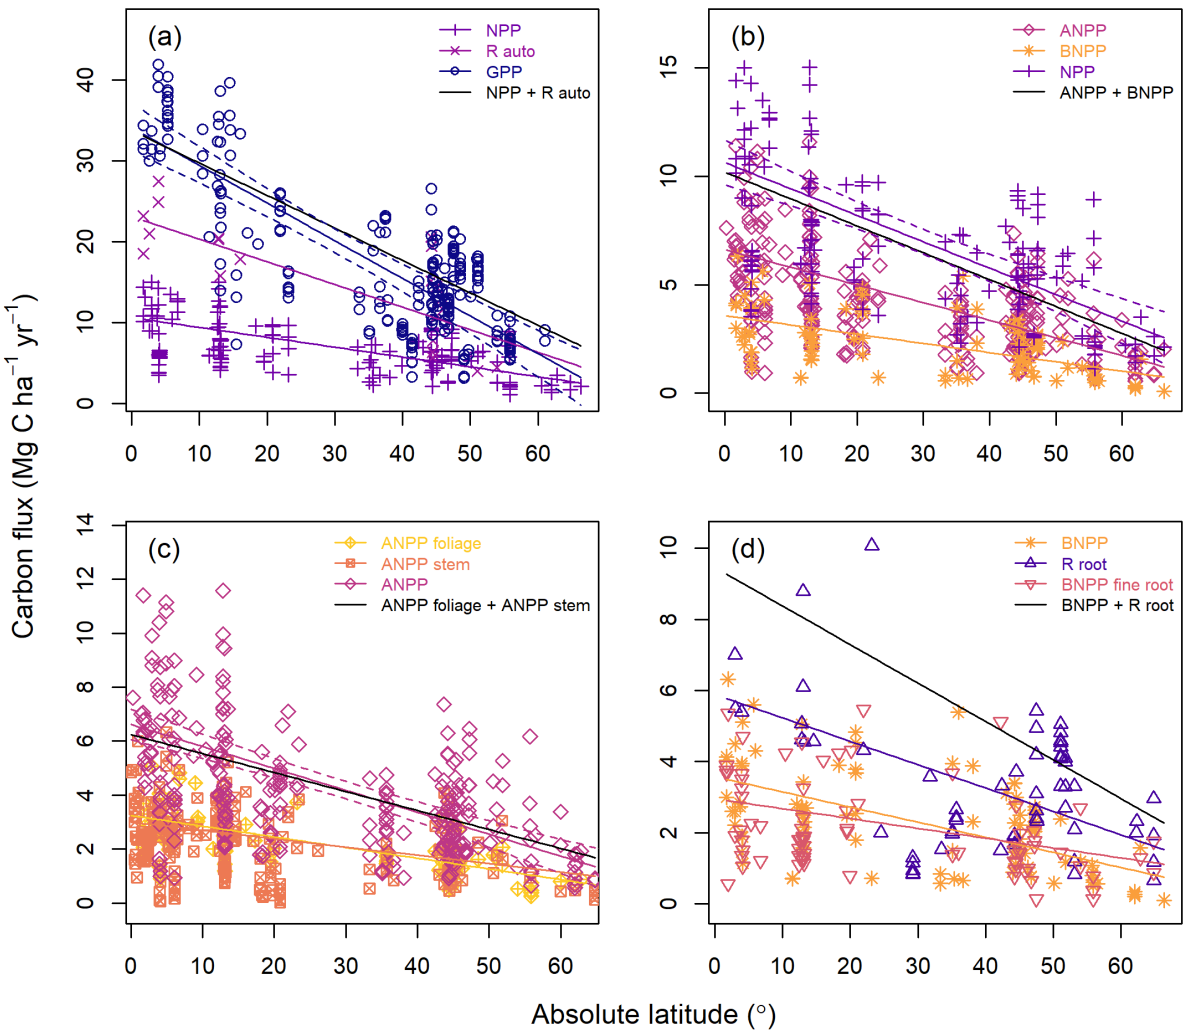 (a)
NPP
R auto
GPP
NPP + R auto
40
30
20
10
0
0 10 20 30 40 50 60
(b)
ANPP
BNPP
NPP
ANPP + BNPP
15
10
5
0
0 10 20 30 40 50 60
Carbon flux (Mg C ha−1 yr−1)
(c)
ANPP foliage
ANPP stem
ANPP
ANPP foliage + ANPP stem
14
12
10
8
6
4
2
0
0 10 20 30 40 50 60
(d)
BNPP
R root
BNPP fine root
BNPP + R root
10
8
6
4
2
0
0 10 20 30 40 50 60
Absolute latitude (°)